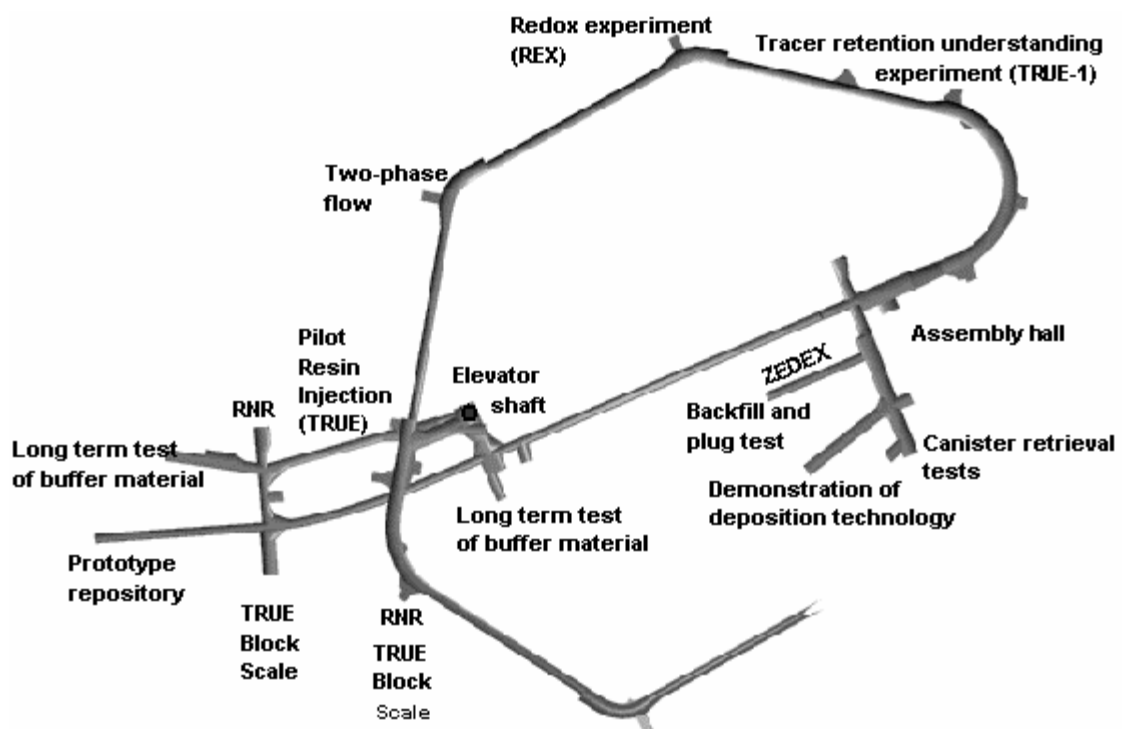 Redox experiment
(REX)
Tracer retention understanding
experiment (TRUE-1)
Two-phase
flow
Pilot
Resin
Injection
(TRUE)
Elevator
shaft
Assembly hall
ZEDEX
Backfill and
plug test
RNR
Long term test
of buffer material
Canister retrieval
tests
Demonstration of
deposition technology
Long term test
of buffer material
Prototype
repository
TRUE
Block
Scale
RNR
TRUE
Block
Scale